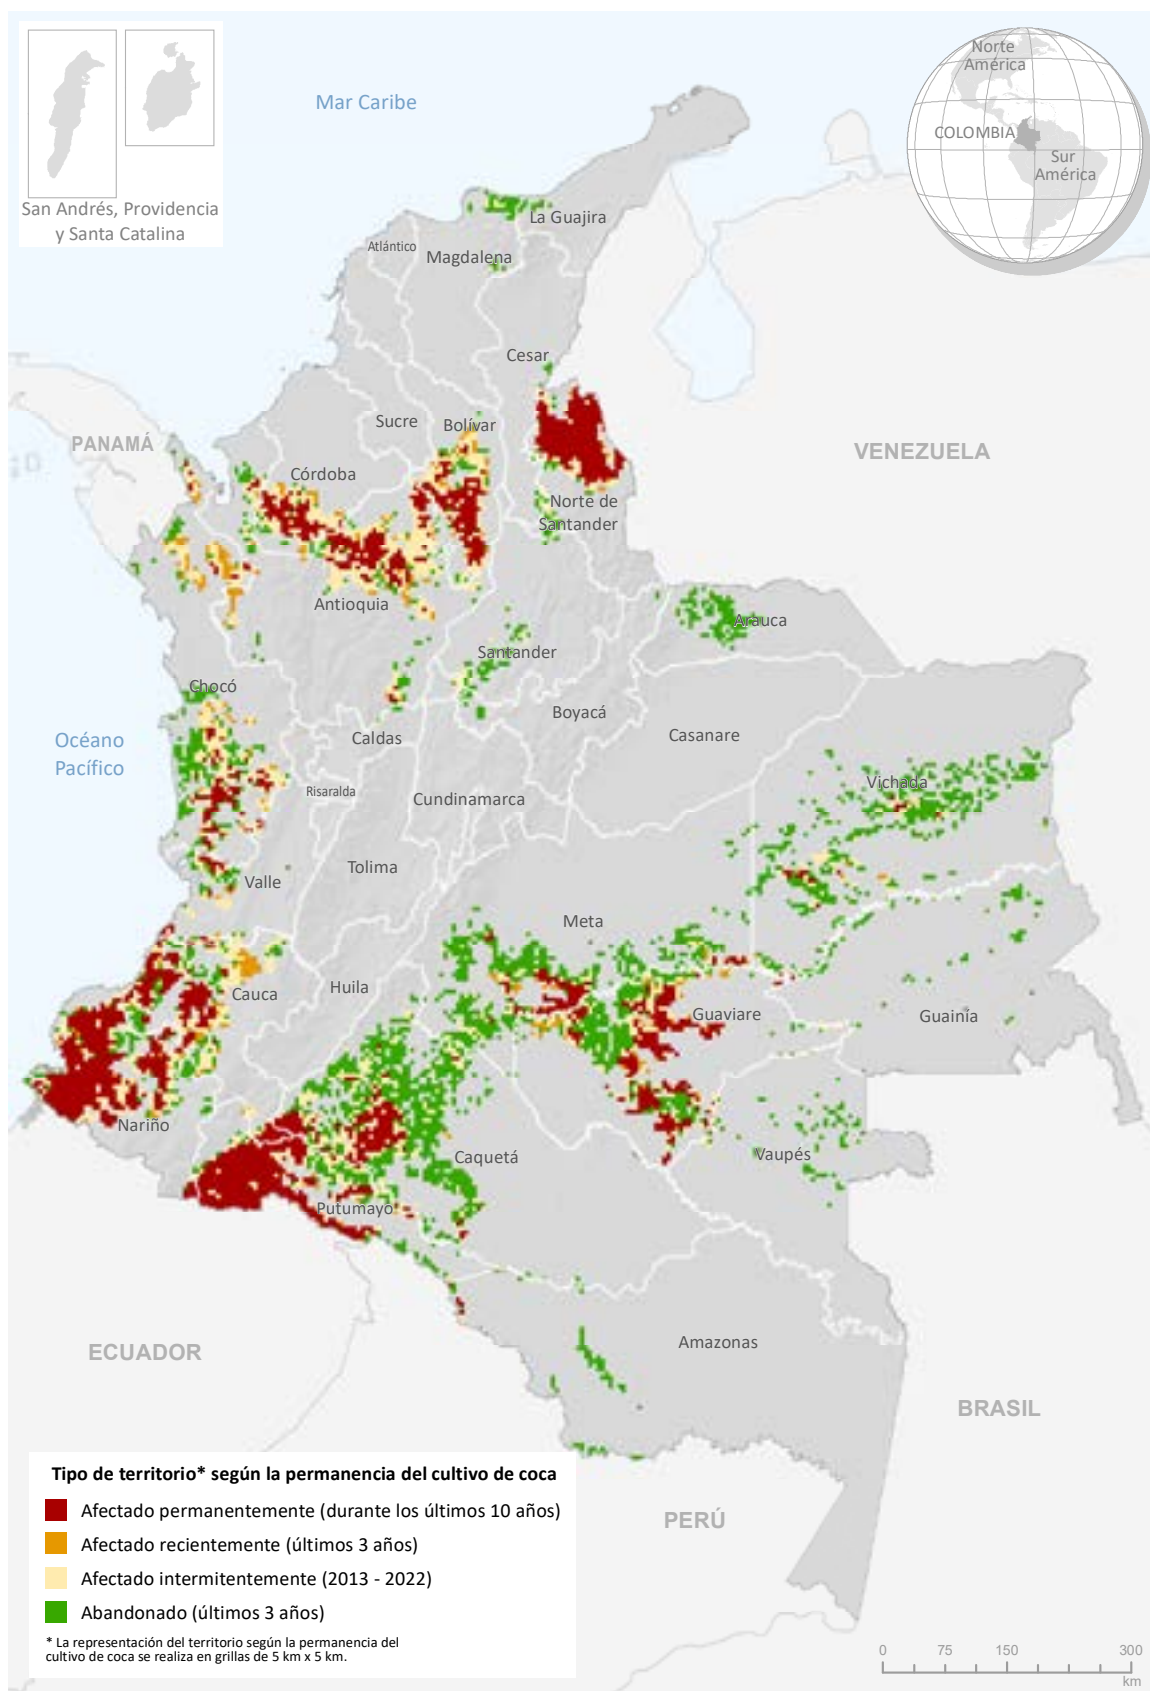 Norte
América
Mar Caribe
COLOMBIA
Sur
América
San Andrés, Providencia
y Santa Catalina
La Guajira
Atlántico
Magdalena
Cesar
Sucre
Bolívar
PANAMÁ
VENEZUELA
Córdoba
Norte de
Santander
Antioquia
Arauca
Santander
Chocó
Boyacá
Océano
Pacífico
Caldas
Casanare
Vichada
Risaralda
Cundinamarca
Tolima
Valle
Meta
Cauca
Huila
Guaviare
Guainía
Nariño
Caquetá
Vaupés
Putumayo
ECUADOR
Amazonas
BRASIL
PERÚ
Tipo de territorio* según la permanencia del cultivo de coca
Afectado permanentemente (durante los últimos 10 años)
Afectado recientemente (últimos 3 años)
Afectado intermitentemente (2013 - 2022)
Abandonado (últimos 3 años)
* La representación del territorio según la permanencia del
cultivo de coca se realiza en grillas de 5 km x 5 km.
0 75 150 300
km